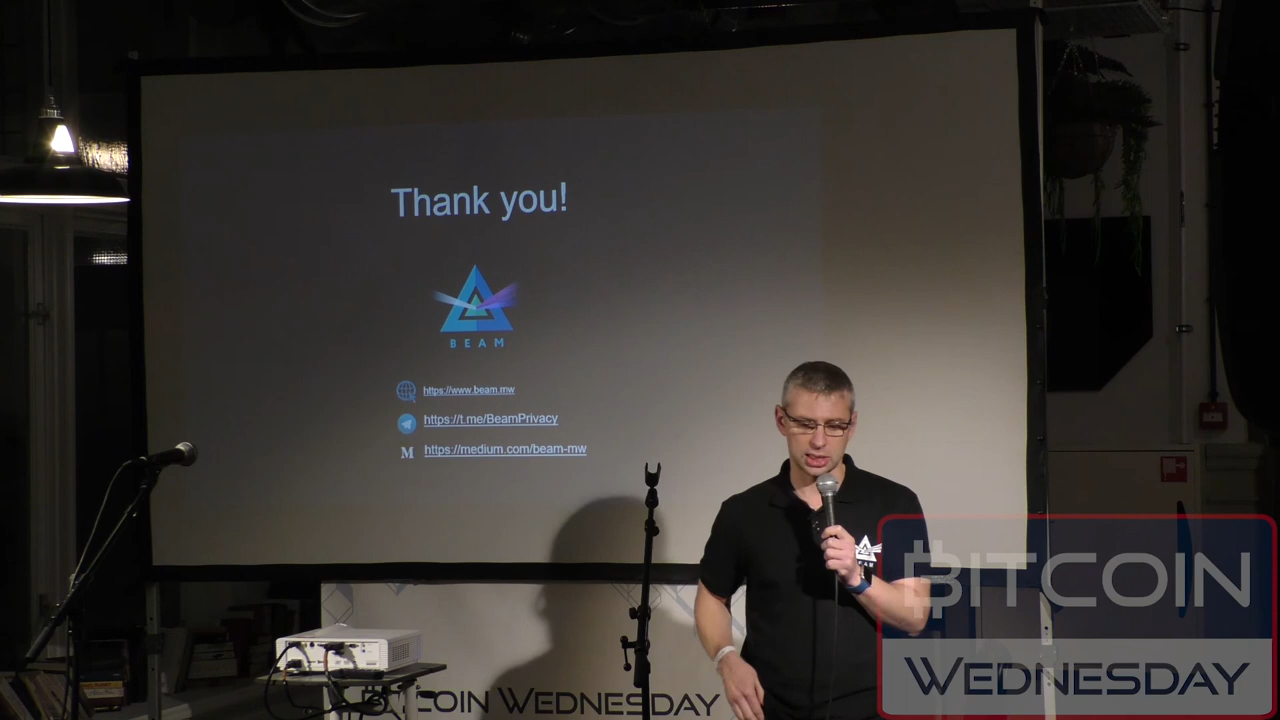 Thank you!
BEAM
https://www.beam.mw
https://t.me/BeamPrivacy
M https://medium.com/beam-mw
BEAM
BITCOIN
WEDNESDAY
COIN WEDNESDAY